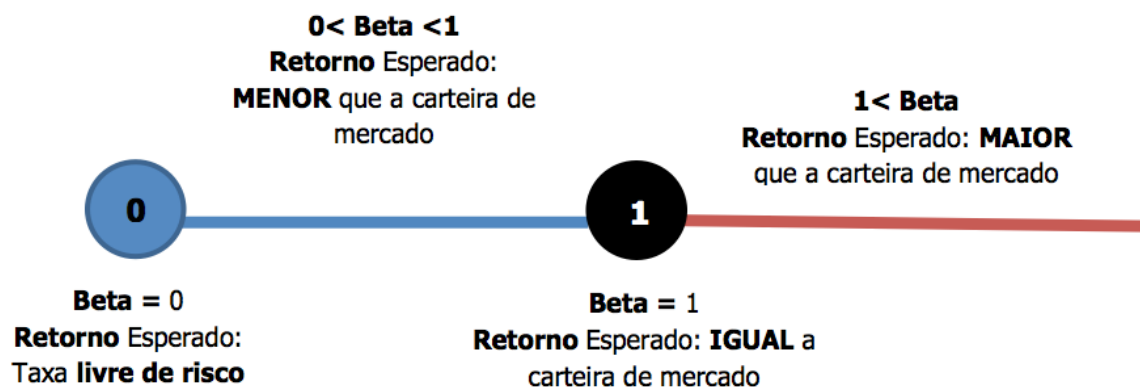 0< Beta <1
Retorno Esperado:
MENOR que a carteira de
mercado
1< Beta
Retorno Esperado: MAIOR
que a carteira de mercado
0
1
Beta = 0
Retorno Esperado:
Taxa livre de risco
Beta = 1
Retorno Esperado: IGUAL a
carteira de mercado